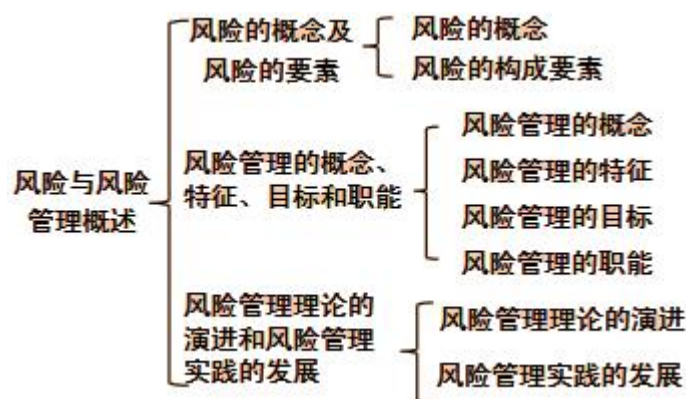 风险与风险
管理概述
风险的概念及
风险的要素
风险的概念
风险的构成要素
风险管理的概念、
特征、目标和职能
风险管理的概念
风险管理的特征
风险管理的目标
风险管理的职能
风险管理理论的
演进和风险管理
实践的发展
风险管理理论的演进
风险管理实践的发展